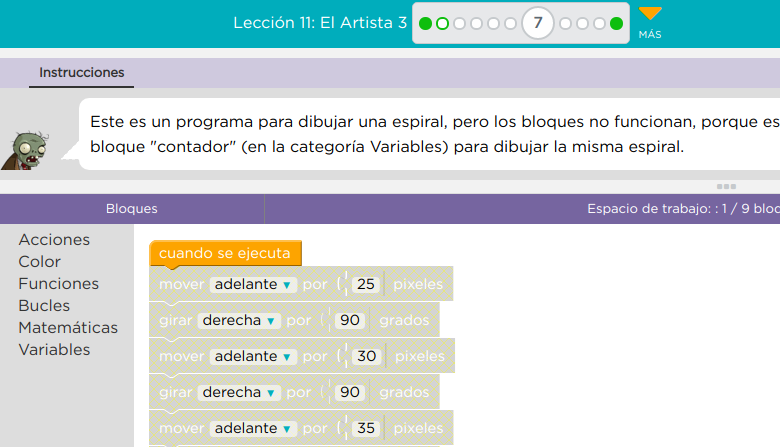 Lección 11: El Artista 3
7
MÁS
Instrucciones
Este es un programa para dibujar una espiral, pero los bloques no funcionan, porque es
bloque "contador" (en la categoría Variables) para dibujar la misma espiral.
Bloques
Espacio de trabajo: : 1 / 9 bloc
Acciones
Color
Funciones
Bucles
Matemáticas
Variables
cuando se ejecuta
mover adelante ▼ por 25 pixeles
girar derecha ▼ por 90 grados
mover adelante ▼ por 30 pixeles
girar derecha ▼ por 90 grados
mover adelante ▼ por 35 pixeles